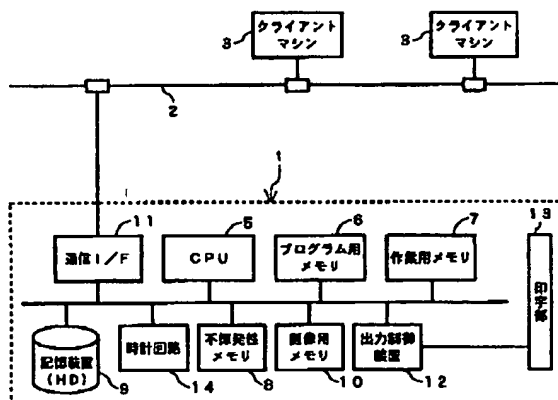 3
クライアント
マシン
3
クライアント
マシン
2
1
11
通信I/F
5
CPU
6
プログラム用
メモリ
7
作業用メモリ
13
印字部
記憶装置
(HD)
9
時計回路
14
不揮発性
メモリ
8
画像用
メモリ
10
出力制御
装置
12